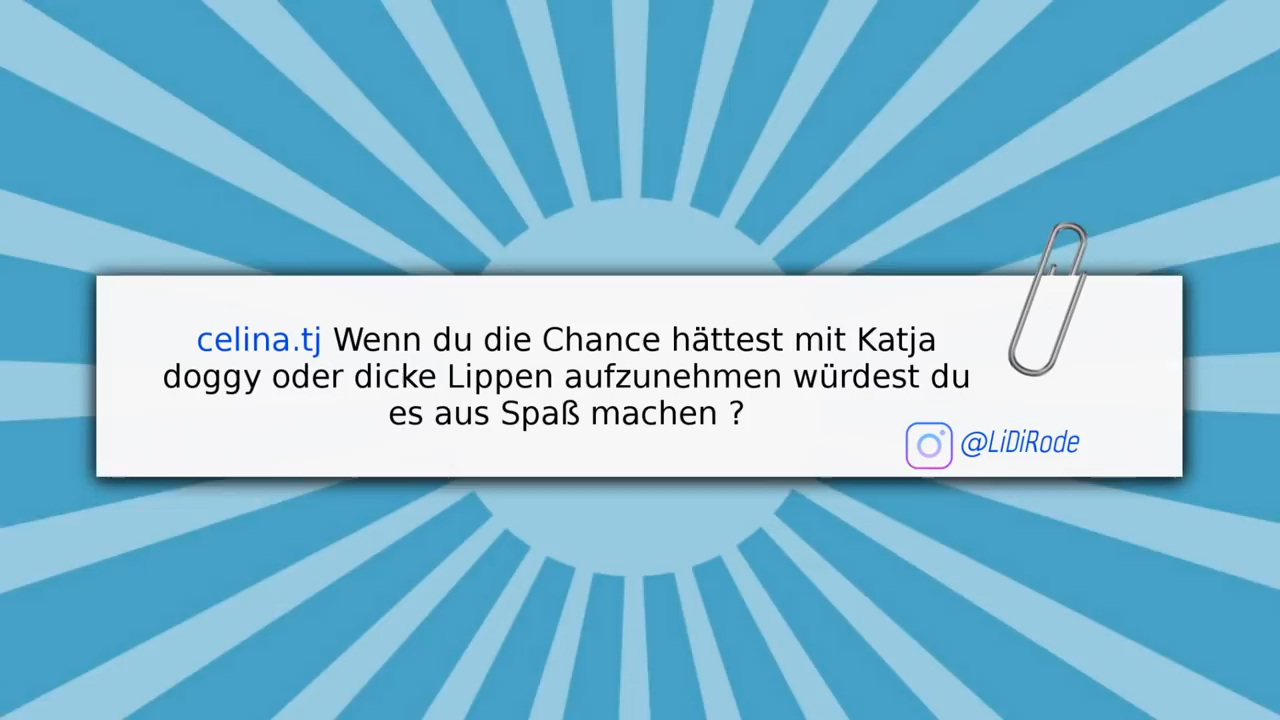 celina.tj Wenn du die Chance hättest mit Katja
doggy oder dicke Lippen aufzunehmen würdest du
es aus Spaß machen ?
@LiDiRode